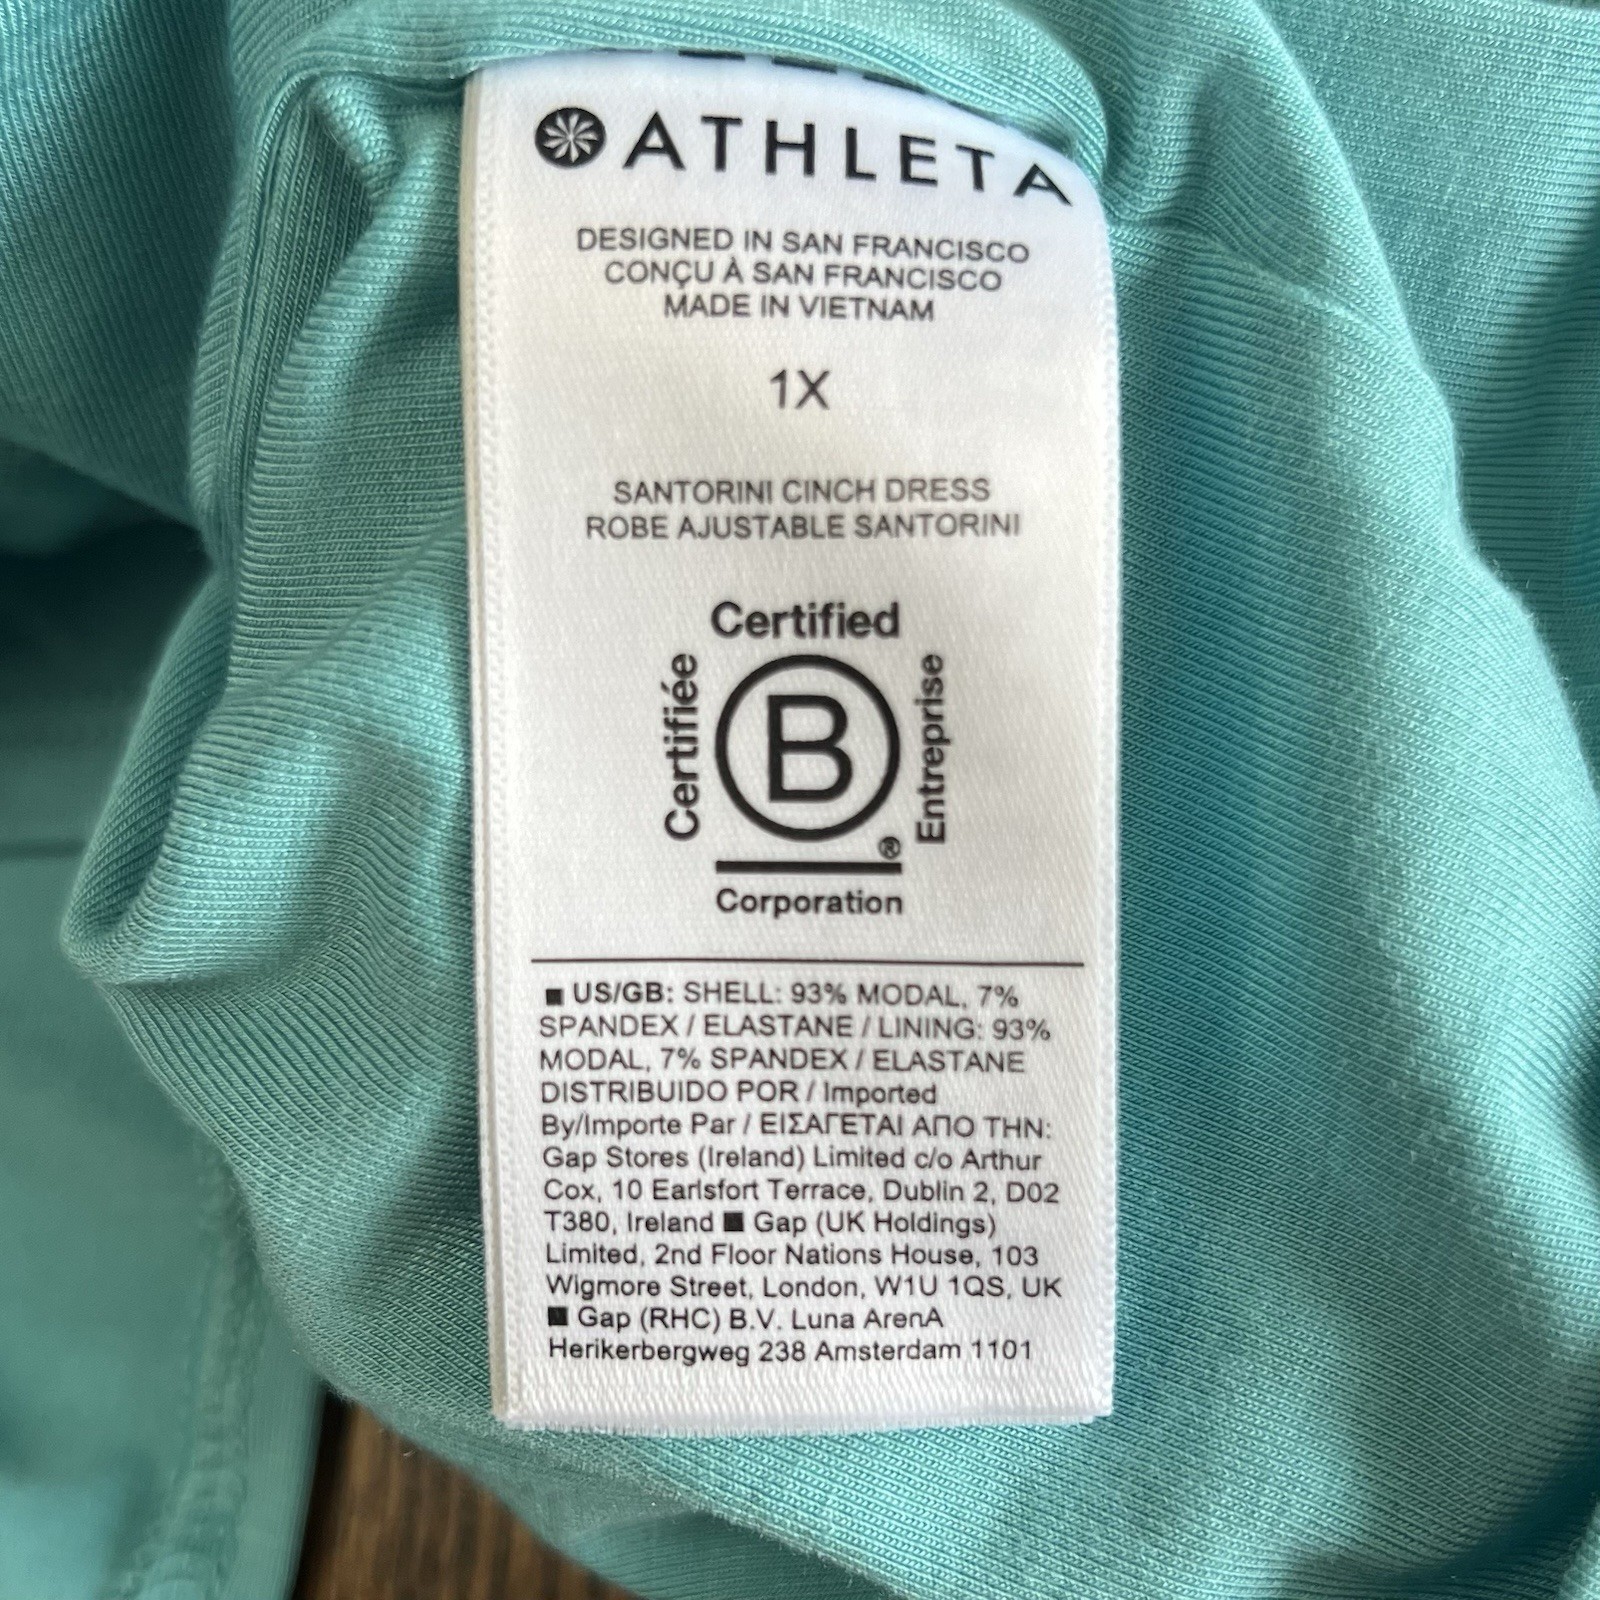 ATHLETA
DESIGNED IN SAN FRANCISCO
CONÇU À SAN FRANCISCO
MADE IN VIETNAM
1X
SANTORINI CINCH DRESS
ROBE AJUSTABLE SANTORINI
Certified
Certifiée
B
Entreprise
®
Corporation
■ US/GB: SHELL: 93% MODAL, 7%
SPANDEX / ELASTANE / LINING: 93%
MODAL, 7% SPANDEX / ELASTANE
DISTRIBUIDO POR / Imported
By/Importe Par / ΕΙΣΑΓΕΤΑΙ ΑΠΟ ΤΗΝ:
Gap Stores (Ireland) Limited c/o Arthur
Cox, 10 Earlsfort Terrace, Dublin 2, D02
T380, Ireland ■ Gap (UK Holdings)
Limited, 2nd Floor Nations House, 103
Wigmore Street, London, W1U 1QS, UK
■ Gap (RHC) B.V. Luna ArenA
Herikerbergweg 238 Amsterdam 1101